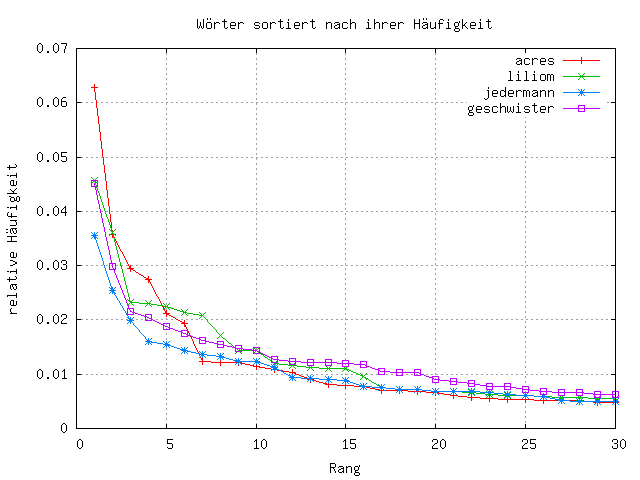 Wörter sortiert nach ihrer Häufigkeit
0.07
0.06
0.05
0.04
0.03
0.02
0.01
0
relative Häufigkeit
acres
liliom
jedermann
geschwister
0 5 10 15 20 25 30
Rang